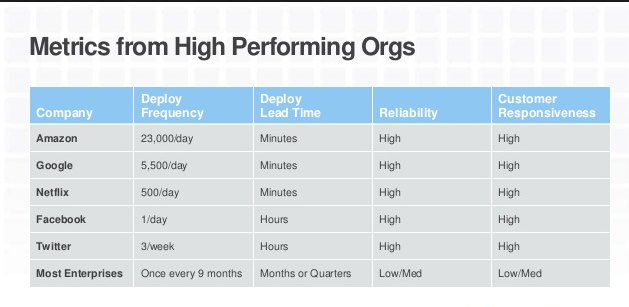 Metrics from High Performing Orgs
Company Deploy Frequency Deploy Lead Time Reliability Customer Responsiveness
Amazon 23,000/day Minutes High High
Google 5,500/day Minutes High High
Netflix 500/day Minutes High High
Facebook 1/day Hours High High
Twitter 3/week Hours High High
Most Enterprises Once every 9 months Months or Quarters Low/Med Low/Med